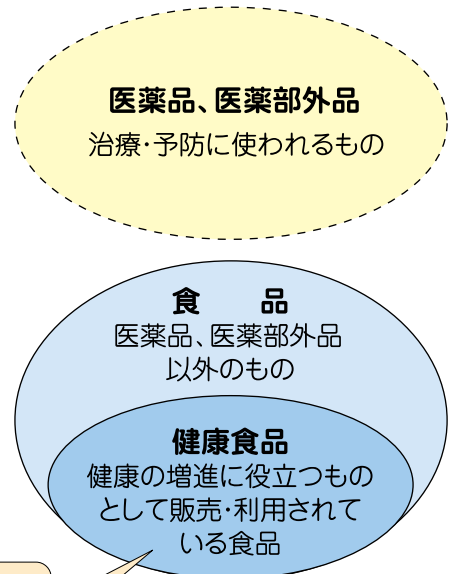 医薬品、医薬部外品
治療・予防に使われるもの
食　　品
医薬品、医薬部外品
以外のもの
健康食品
健康の増進に役立つもの
として販売・利用されて
いる食品